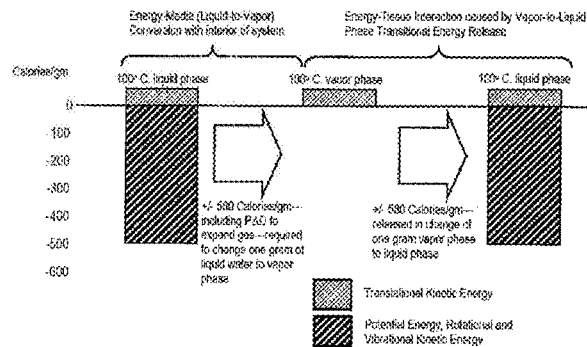 Energy-Media (Liquid-to-Vapor)
Conversion with interior of system
Energy-Tissue Interaction caused by Vapor-to-Liquid
Phase Transitional Energy Release
Calories/gm.
100° C. liquid phase
100° C. vapor phase
100° C. liquid phase
0
-100
-200
-300
-400
-500
-600
+/- 580 Calories/gm---
including to
expand gas---required
to change one gram of
liquid water to vapor
phase
+/- 580 Calories/gm---
released in change of
one gram vapor phase
to liquid phase
Translational Kinetic Energy
Potential Energy, Rotational and
Vibrational Kinetic Energy